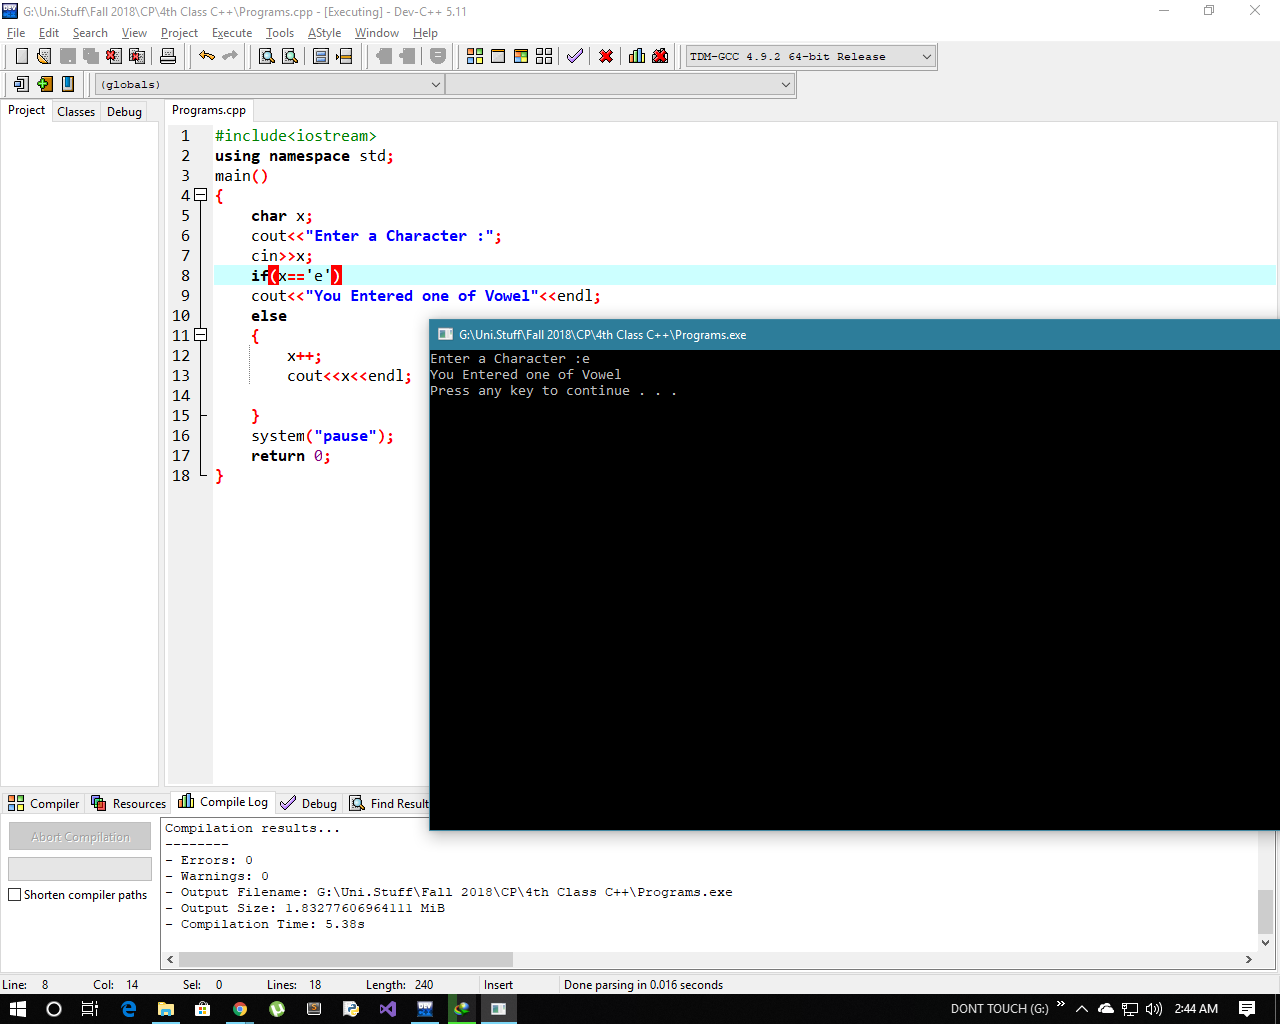 G:\Uni.Stuff\Fall 2018\CP\4th Class C++\Programs.cpp - [Executing] - Dev-C++ 5.11
File Edit Search View Project Execute Tools AStyle Window Help
TDM-GCC 4.9.2 64-bit Release
(globals)
Project Classes Debug Programs.cpp
1 #include<iostream>
2 using namespace std;
3 main()
4 {
5 char x;
6 cout<<"Enter a Character :";
7 cin>>x;
8 if(x=='e')
9 cout<<"You Entered one of Vowel"<<endl;
10 else
11 {
12 x++;
13 cout<<x<<endl;
14
15 }
16 system("pause");
17 return 0;
18 }
G:\Uni.Stuff\Fall 2018\CP\4th Class C++\Programs.exe
Enter a Character :e
You Entered one of Vowel
Press any key to continue . . .
Compiler Resources Compile Log Debug Find Result
Abort Compilation
Shorten compiler paths
Compilation results...
--------
- Errors: 0
- Warnings: 0
- Output Filename: G:\Uni.Stuff\Fall 2018\CP\4th Class C++\Programs.exe
- Output Size: 1.83277606964111 MiB
- Compilation Time: 5.38s
Line: 8 Col: 14 Sel: 0 Lines: 18 Length: 240 Insert Done parsing in 0.016 seconds
DONT TOUCH (G:) 2:44 AM